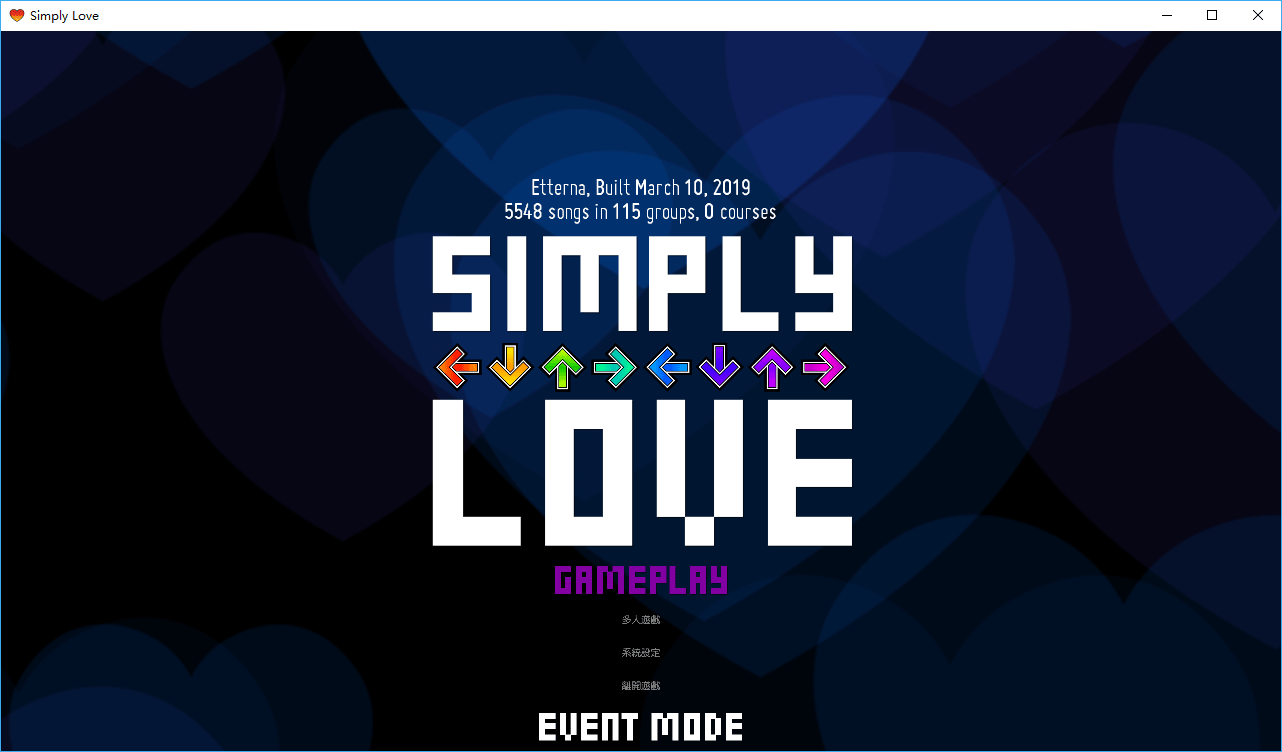 Simply Love
Etterna, Built March 10, 2019
5548 songs in 115 groups, 0 courses
SIMPLY
LOVE
GAMEPLAY
多人遊戲
系統設定
離開遊戲
EVENT MODE